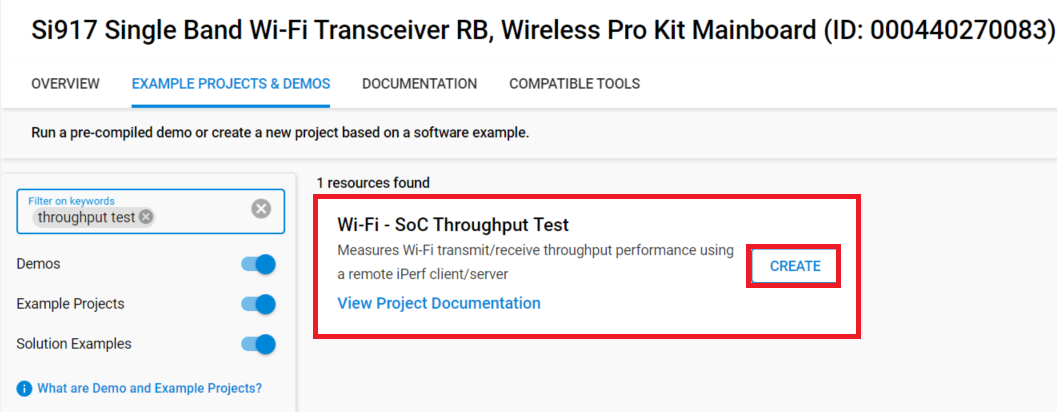 Si917 Single Band Wi-Fi Transceiver RB, Wireless Pro Kit Mainboard (ID: 000440270083)
OVERVIEW
EXAMPLE PROJECTS & DEMOS
DOCUMENTATION
COMPATIBLE TOOLS
Run a pre-compiled demo or create a new project based on a software example.
Filter on keywords
throughput test
Demos
Example Projects
Solution Examples
What are Demo and Example Projects?
1 resources found
Wi-Fi - SoC Throughput Test
Measures Wi-Fi transmit/receive throughput performance using
a remote iPerf client/server
View Project Documentation
CREATE